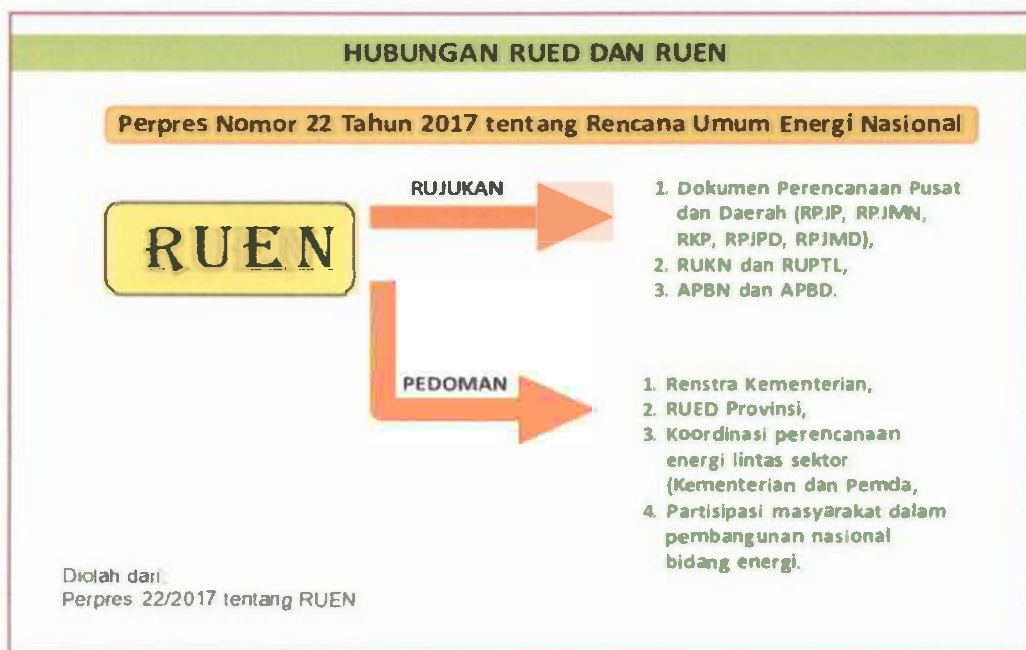 HUBUNGAN RUED DAN RUEN
Perpres Nomor 22 Tahun 2017 tentang Rencana Umum Energi Nasional
RUEN
RUJUKAN
1. Dokumen Perencanaan Pusat
dan Daerah (RPJP, RPJMN,
RKP, RPJPD, RPJMD),
2. RUKN dan RUPTL,
3. APBN dan APBD.
PEDOMAN
1. Renstra Kementerian,
2. RUED Provinsi,
3. Koordinasi perencanaan
energi lintas sektor
(Kementerian dan Pemda,
4. Partisipasi masyarakat dalam
pembangunan nasional
bidang energi.
Diolah dari:
Perpres 22/2017 tentang RUEN